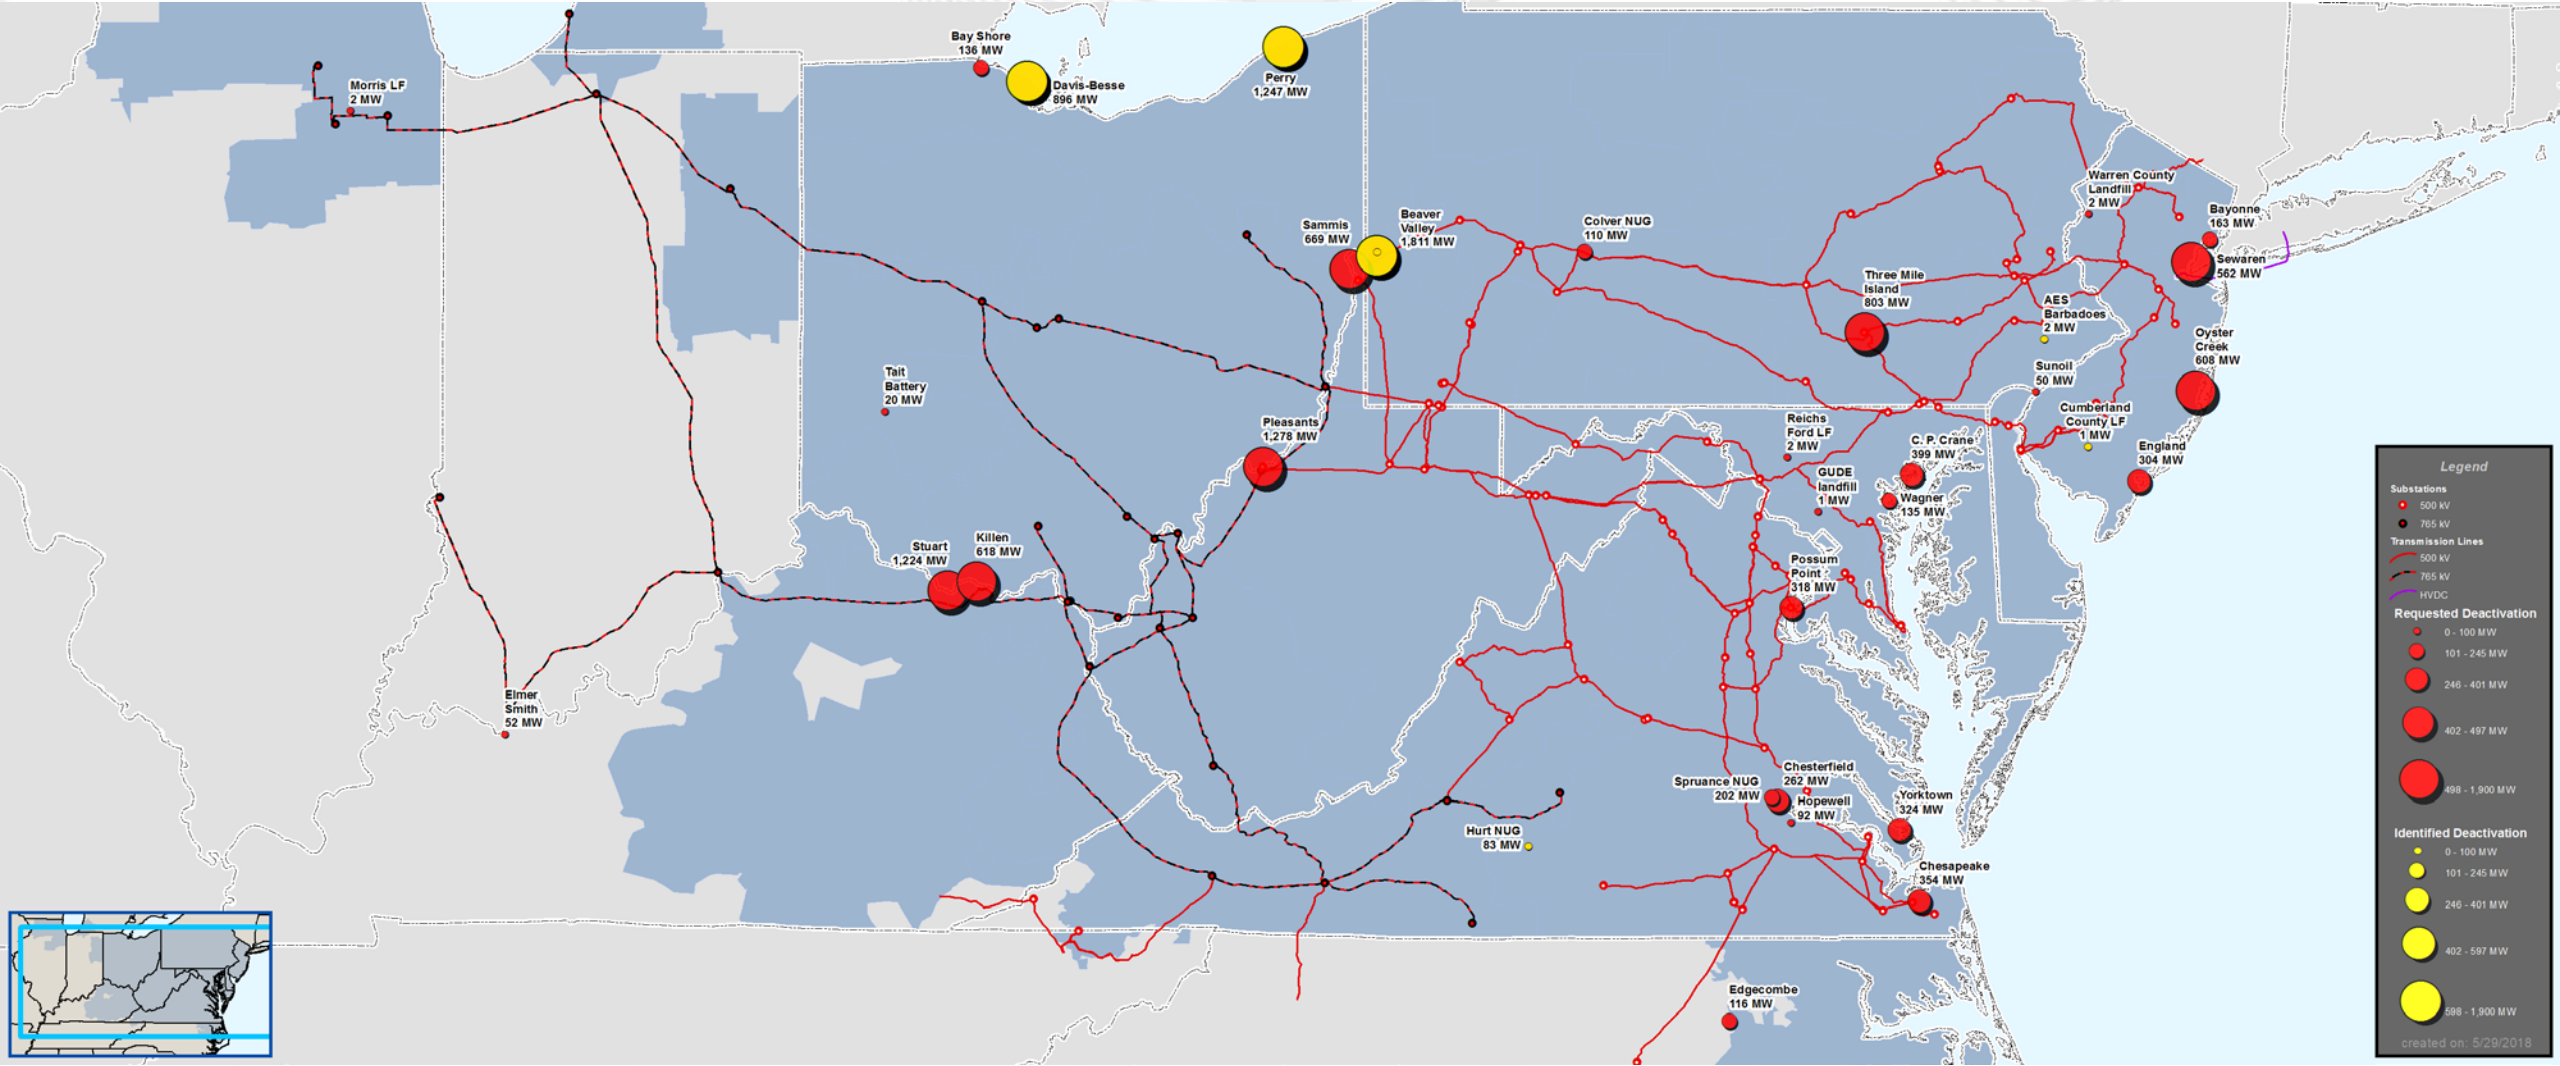 Bay Shore
136 MW
Davis-Besse
896 MW
Perry
1,247 MW
Morris LF
2 MW
Warren County
Landfill
2 MW
Bayonne
163 MW
Sewaren
562 MW
Sammis
669 MW
Beaver
Valley
1,811 MW
Colver NUG
110 MW
Three Mile
Island
803 MW
AES
Barbadoes
2 MW
Oyster
Creek
608 MW
Tait
Battery
20 MW
Sunoil
50 MW
Cumberland
County LF
1 MW
England
304 MW
Pleasants
1,278 MW
Reichs
Ford LF
2 MW
C. P. Crane
399 MW
GUDE
landfill
1 MW
Wagner
135 MW
Stuart
1,224 MW
Killen
618 MW
Possum
Point
318 MW
Elmer
Smith
52 MW
Spruance NUG
202 MW
Chesterfield
262 MW
Hopewell
92 MW
Yorktown
324 MW
Hurt NUG
83 MW
Chesapeake
354 MW
Edgecombe
116 MW
Legend
Substations
500 kV
765 kV
Transmission Lines
500 kV
765 kV
HVDC
Requested Deactivation
0 - 100 MW
101 - 245 MW
246 - 401 MW
402 - 497 MW
498 - 1,900 MW
Identified Deactivation
0 - 100 MW
101 - 245 MW
246 - 401 MW
402 - 597 MW
598 - 1,900 MW
created on: 5/29/2018